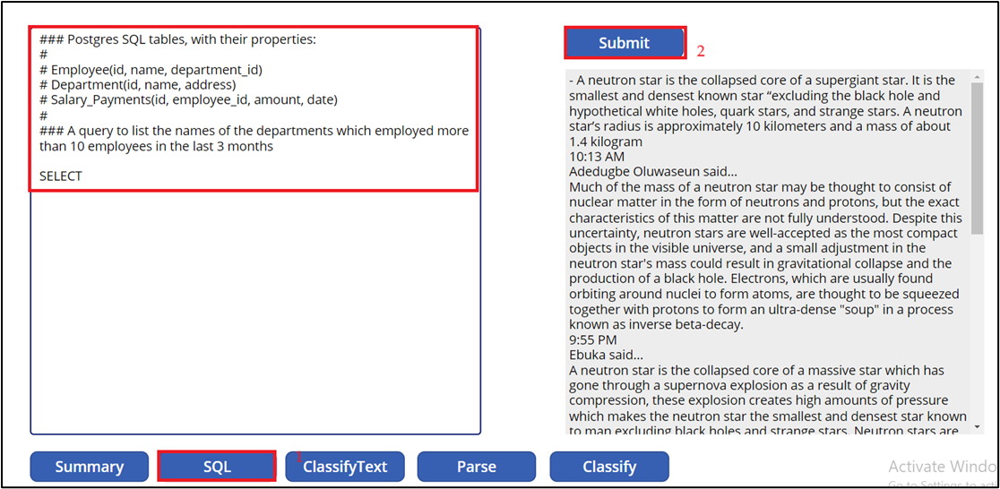 ### Postgres SQL tables, with their properties:
#
# Employee(id, name, department_id)
# Department(id, name, address)
# Salary_Payments(id, employee_id, amount, date)
#
### A query to list the names of the departments which employed more
than 10 employees in the last 3 months
SELECT
Submit
2
- A neutron star is the collapsed core of a supergiant star. It is the
smallest and densest known star “excluding the black hole and
hypothetical white holes, quark stars, and strange stars. A neutron
star’s radius is approximately 10 kilometers and a mass of about
1.4 kilogram
10:13 AM
Adedugbe Oluwaseun said...
Much of the mass of a neutron star may be thought to consist of
nuclear matter in the form of neutrons and protons, but the exact
characteristics of this matter are not fully understood. Despite this
uncertainty, neutron stars are well-accepted as the most compact
objects in the visible universe, and a small adjustment in the
neutron star's mass could result in gravitational collapse and the
production of a black hole. Electrons, which are usually found
orbiting around nuclei to form atoms, are thought to be squeezed
together with protons to form an ultra-dense "soup" in a process
known as inverse beta-decay.
9:55 PM
Ebuka said...
A neutron star is the collapsed core of a massive star which has
gone through a supernova explosion as a result of gravity
compression, these explosion creates high amounts of pressure
which makes the neutron star the smallest and densest star known
to man excluding black holes and strange stars. Neutron stars are
Summary
SQL
1
ClassifyText
Parse
Classify
Activate Windo
Go to Settings to acti